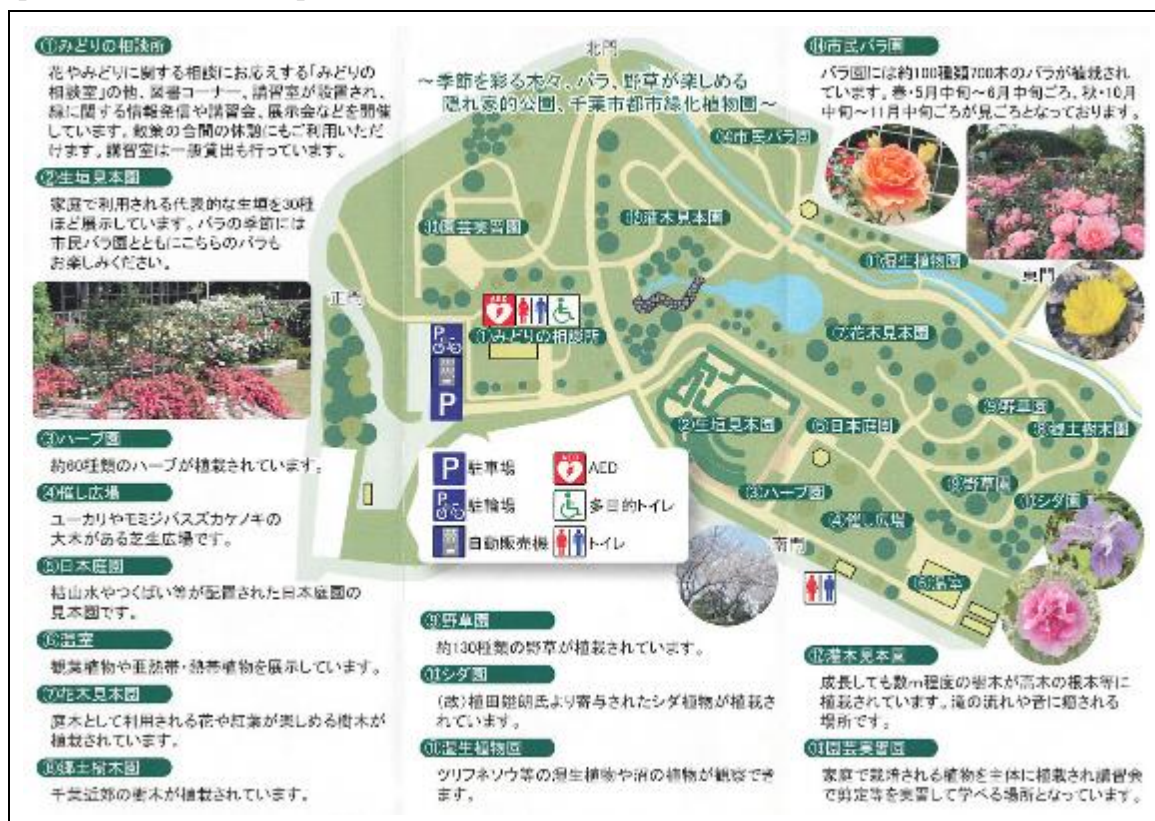 ①みどりの相談所
花やみどりに関する相談にお応えする「みどりの
相談室」の他、図書コーナー、講習室が設置され、
緑に関する情報発信や講習会、展示会などを開催
しています。散策の合間の休憩にもご利用いただ
けます。講習室は一般貸出も行っています。
②生垣見本園
家庭で利用される代表的な生垣を30種
ほど展示しています。バラの季節には
市民バラ園とともにこちらのバラも
お楽しみください。
③ハーブ園
約60種類のハーブが植栽されています。
④催し広場
ユーカリやモミジバスズカケノキの
大木がある芝生広場です。
⑤日本庭園
枯山水やつくばい等が配置された日本庭園の
見本園です。
⑥温室
観葉植物や亜熱帯・熱帯植物を展示しています。
⑦花木見本園
庭木として利用される花や紅葉が楽しめる樹木が
植栽されています。
⑧郷土樹木園
千葉近郊の樹木が植栽されています。
北門
～季節を彩る木々、バラ、野草が楽しめる
隠れ家的公園、千葉市都市緑化植物園～
⑭市民バラ園
⑫灌木見本園
⑬園芸実習園
⑪湿生植物園
正門
東門
AED
①みどりの相談所
P
P
⑦花木見本園
⑨野草園
⑧郷土樹木園
②生垣見本園
⑤日本庭園
⑨野草園
⑩シダ園
③ハーブ園
④催し広場
南門
⑥温室
P 駐車場
AED AED
P 駐輪場
多目的トイレ
自動販売機
トイレ
⑨野草園
約130種類の野草が植栽されています。
⑩シダ園
(故)植田鎧朗氏より寄与されたシダ植物が植栽さ
れています。
⑪湿生植物園
ツリフネソウ等の湿生植物や沼の植物が観察でき
ます。
⑭市民バラ園
バラ園には約100種類700本のバラが植栽され
ています。春・5月中旬～6月中旬ごろ、秋・10月
中旬～11月中旬ごろが見ごろとなっております。
⑫灌木見本園
成長しても数m程度の樹木が高木の根本等に
植栽されています。滝の流れや音に癒される
場所です。
⑬園芸実習園
家庭で栽培される植物を主体に植栽され講習会
で剪定等を実習して学べる場所となっています。